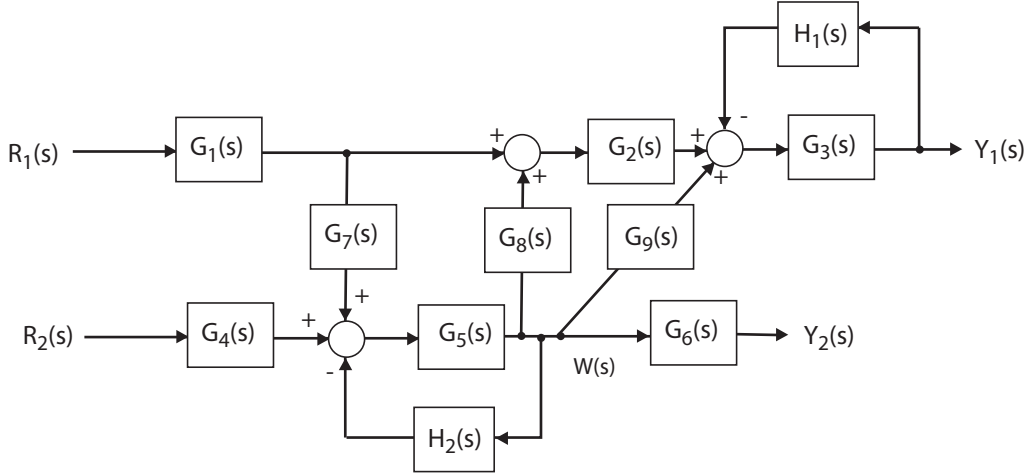 H₁(s)
-
R₁(s)
G₁(s)
+
+
G₂(s)
+
+
G₃(s)
Y₁(s)
G₇(s)
G₈(s)
G₉(s)
+
R₂(s)
G₄(s)
+
-
G₅(s)
W(s)
G₆(s)
Y₂(s)
H₂(s)